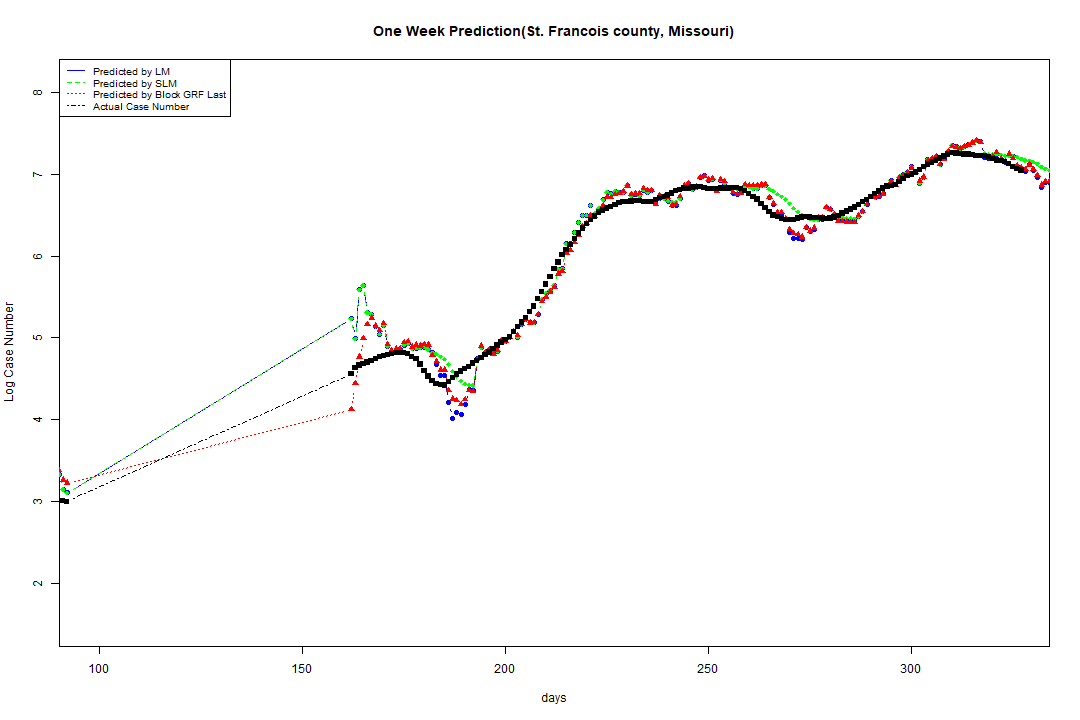 One Week Prediction(St. Francois county, Missouri)
Predicted by LM
Predicted by SLM
Predicted by Block GRF Last
Actual Case Number
8
7
6
5
4
3
2
Log Case Number
100 150 200 250 300
days